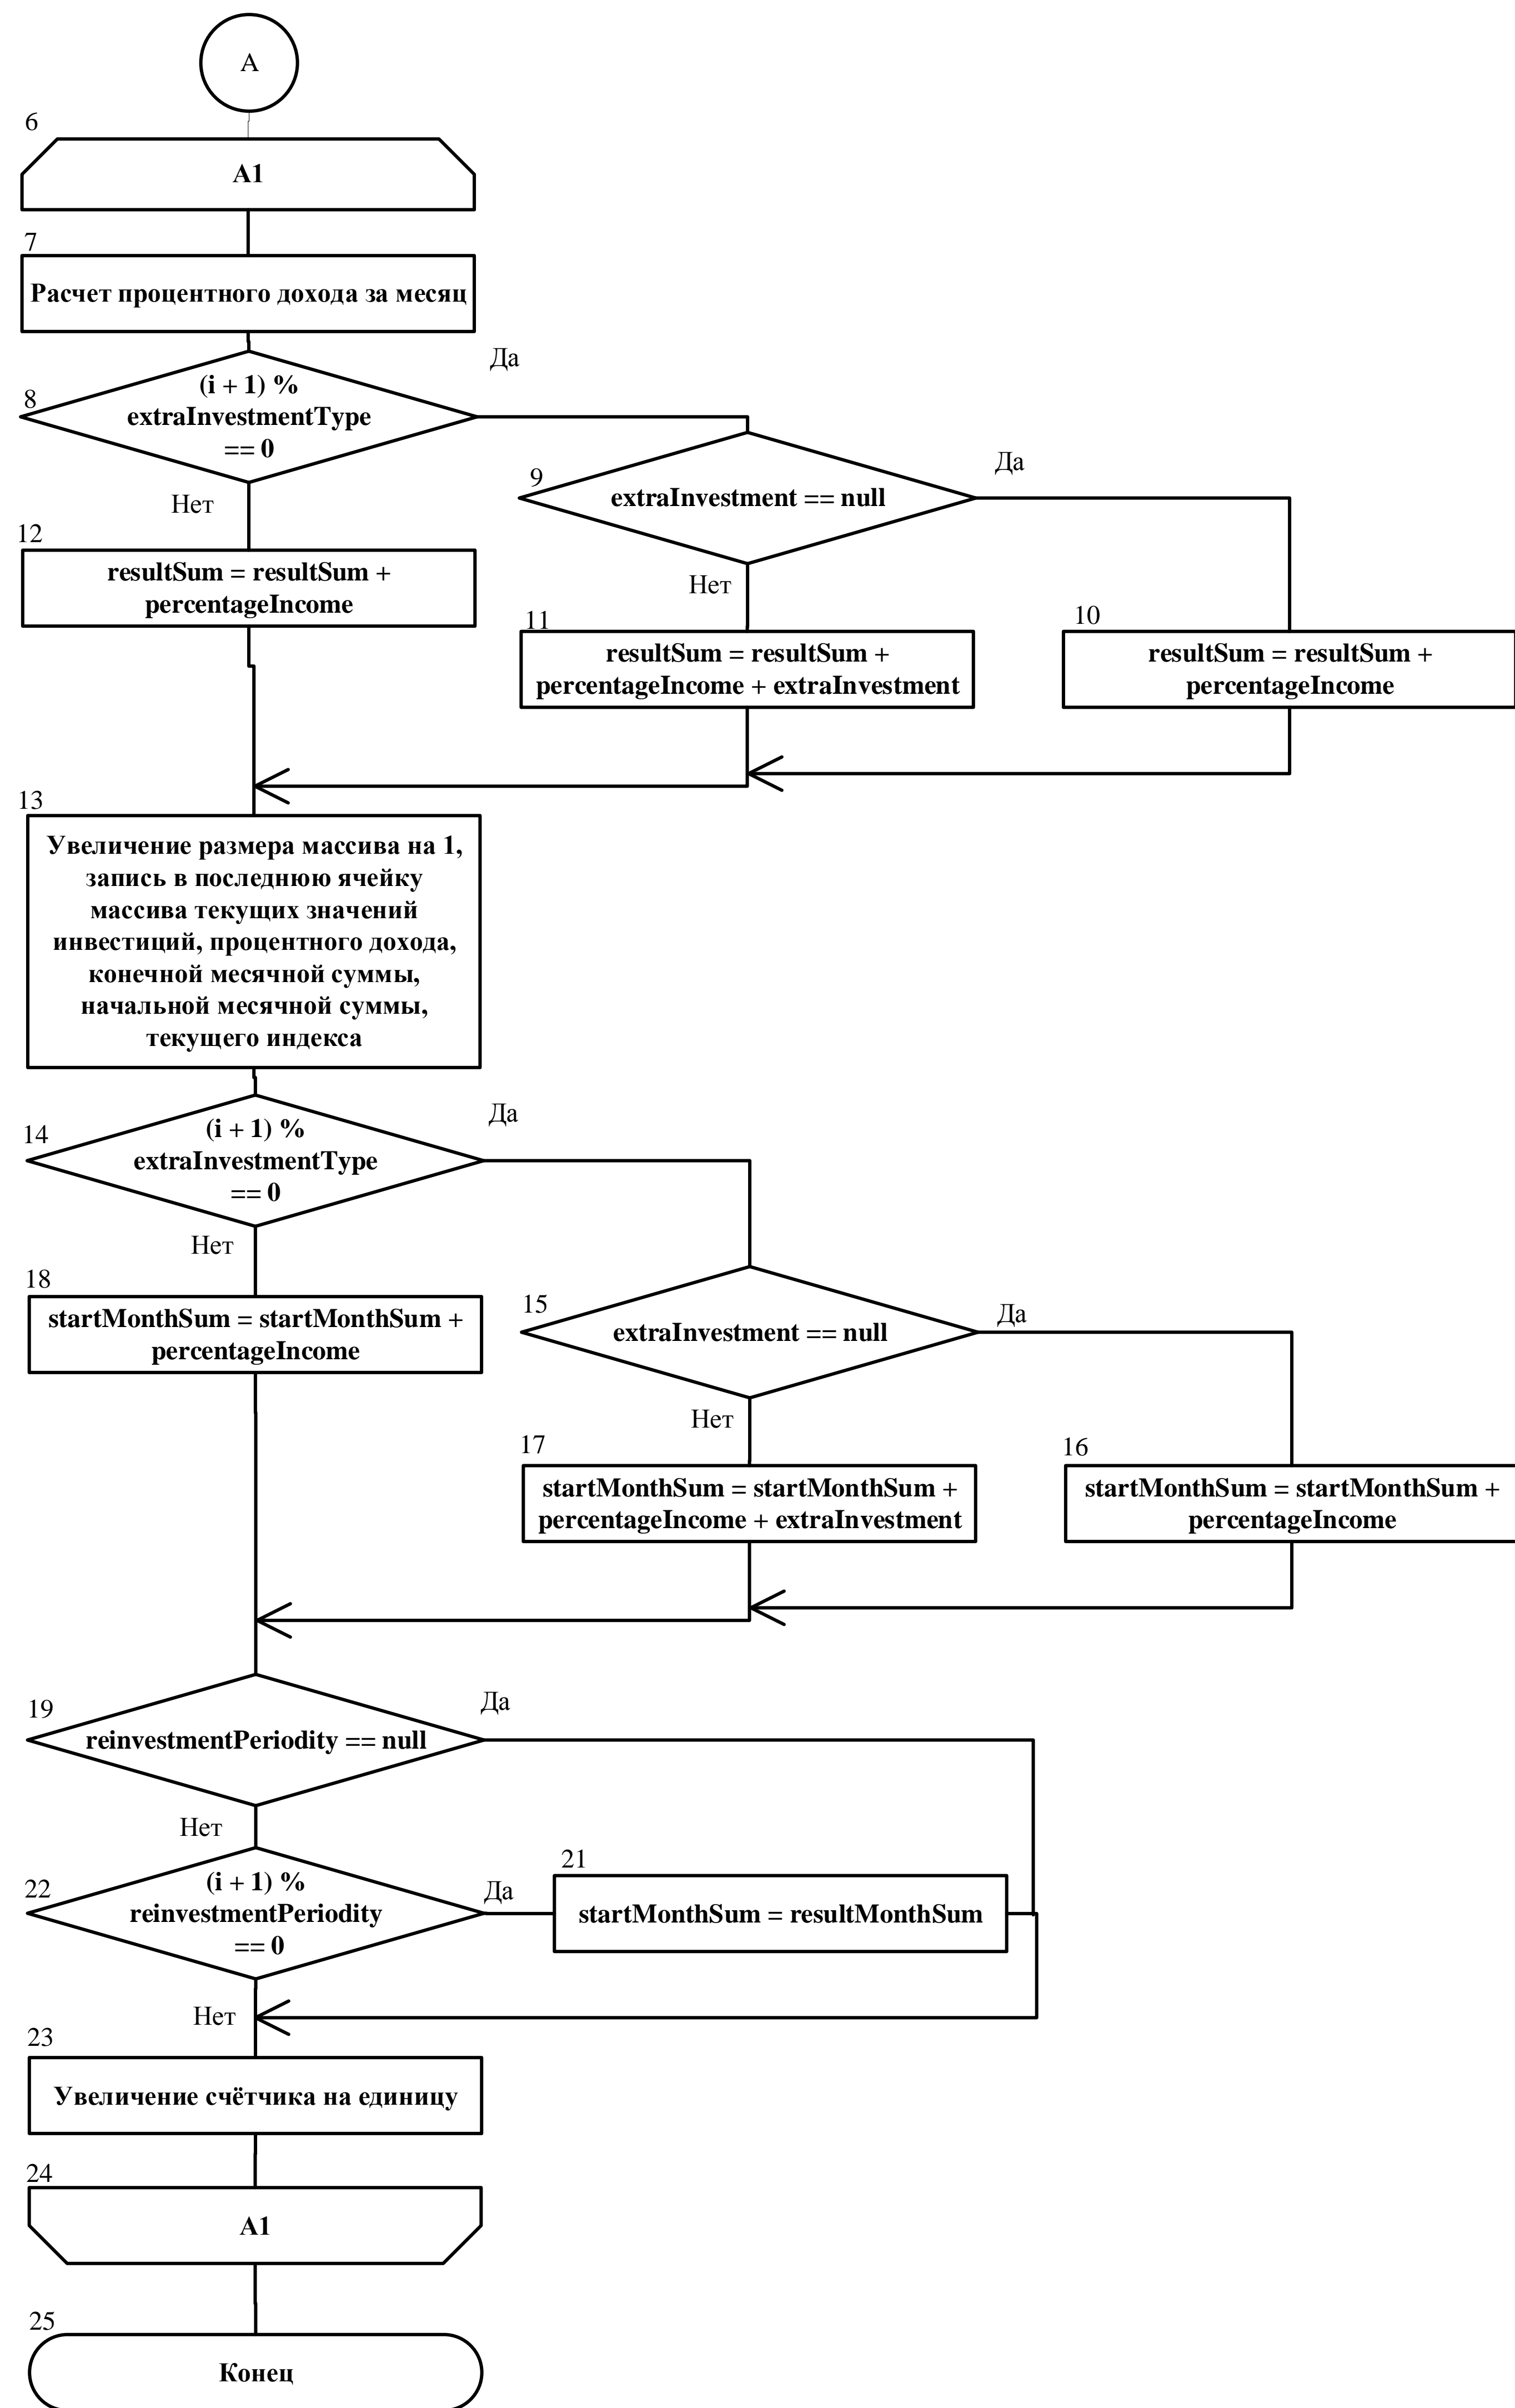 А
6
А1
7
Расчет процентного дохода за месяц
Да
8
(i + 1) %
extraInvestmentType
== 0
Нет
9
Да
extraInvestment == null
Нет
12
resultSum = resultSum +
percentageIncome
11
resultSum = resultSum +
percentageIncome + extraInvestment
10
resultSum = resultSum +
percentageIncome
13
Увеличение размера массива на 1,
запись в последнюю ячейку
массива текущих значений
инвестиций, процентного дохода,
конечной месячной суммы,
начальной месячной суммы,
текущего индекса
Да
14
(i + 1) %
extraInvestmentType
== 0
Нет
18
startMonthSum = startMonthSum +
percentageIncome
15
Да
extraInvestment == null
Нет
17
startMonthSum = startMonthSum +
percentageIncome + extraInvestment
16
startMonthSum = startMonthSum +
percentageIncome
19
Да
reinvestmentPeriodity == null
Нет
22
(i + 1) %
reinvestmentPeriodity
== 0
Да
21
startMonthSum = resultMonthSum
Нет
23
Увеличение счётчика на единицу
24
А1
25
Конец